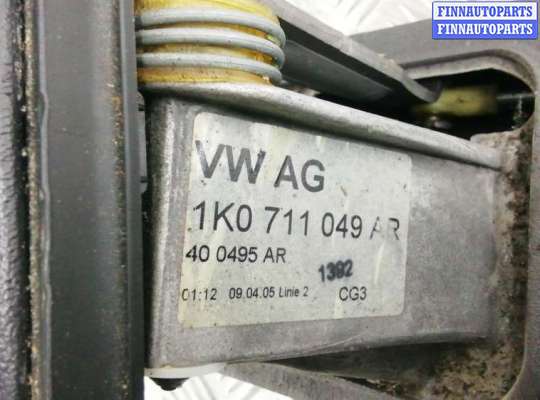 FINNAUTOPARTS
FINNAUTOPARTS
VW AG
1K0 711 049 AR
40 0495 AR
1392
01:12 09.04.05 Linie 2 CG3